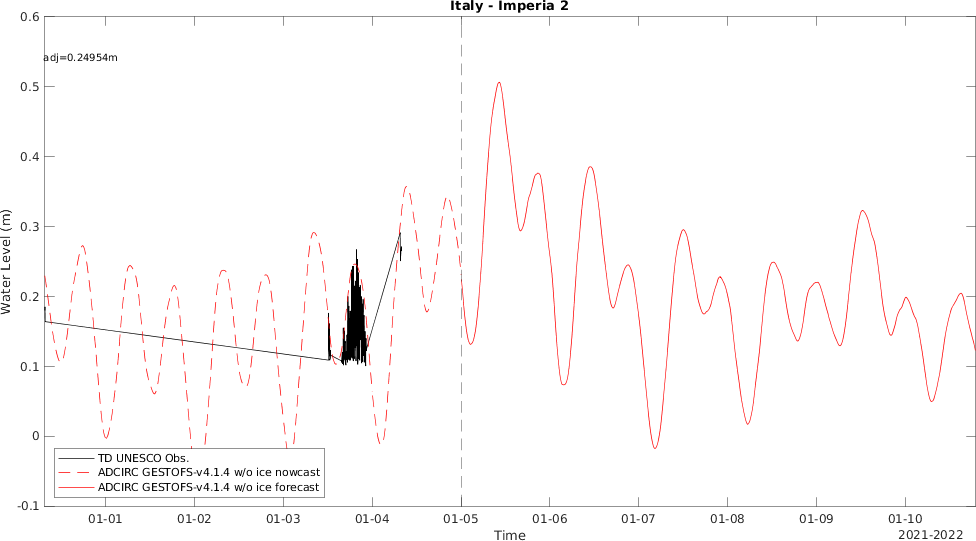 Italy - Imperia 2
adj=0.24954m
0.6
0.5
0.4
0.3
0.2
0.1
0
-0.1
Water Level (m)
TD UNESCO Obs.
ADCIRC GESTOFS-v4.1.4 w/o ice nowcast
ADCIRC GESTOFS-v4.1.4 w/o ice forecast
01-01 01-02 01-03 01-04 01-05 01-06 01-07 01-08 01-09 01-10
Time
2021-2022